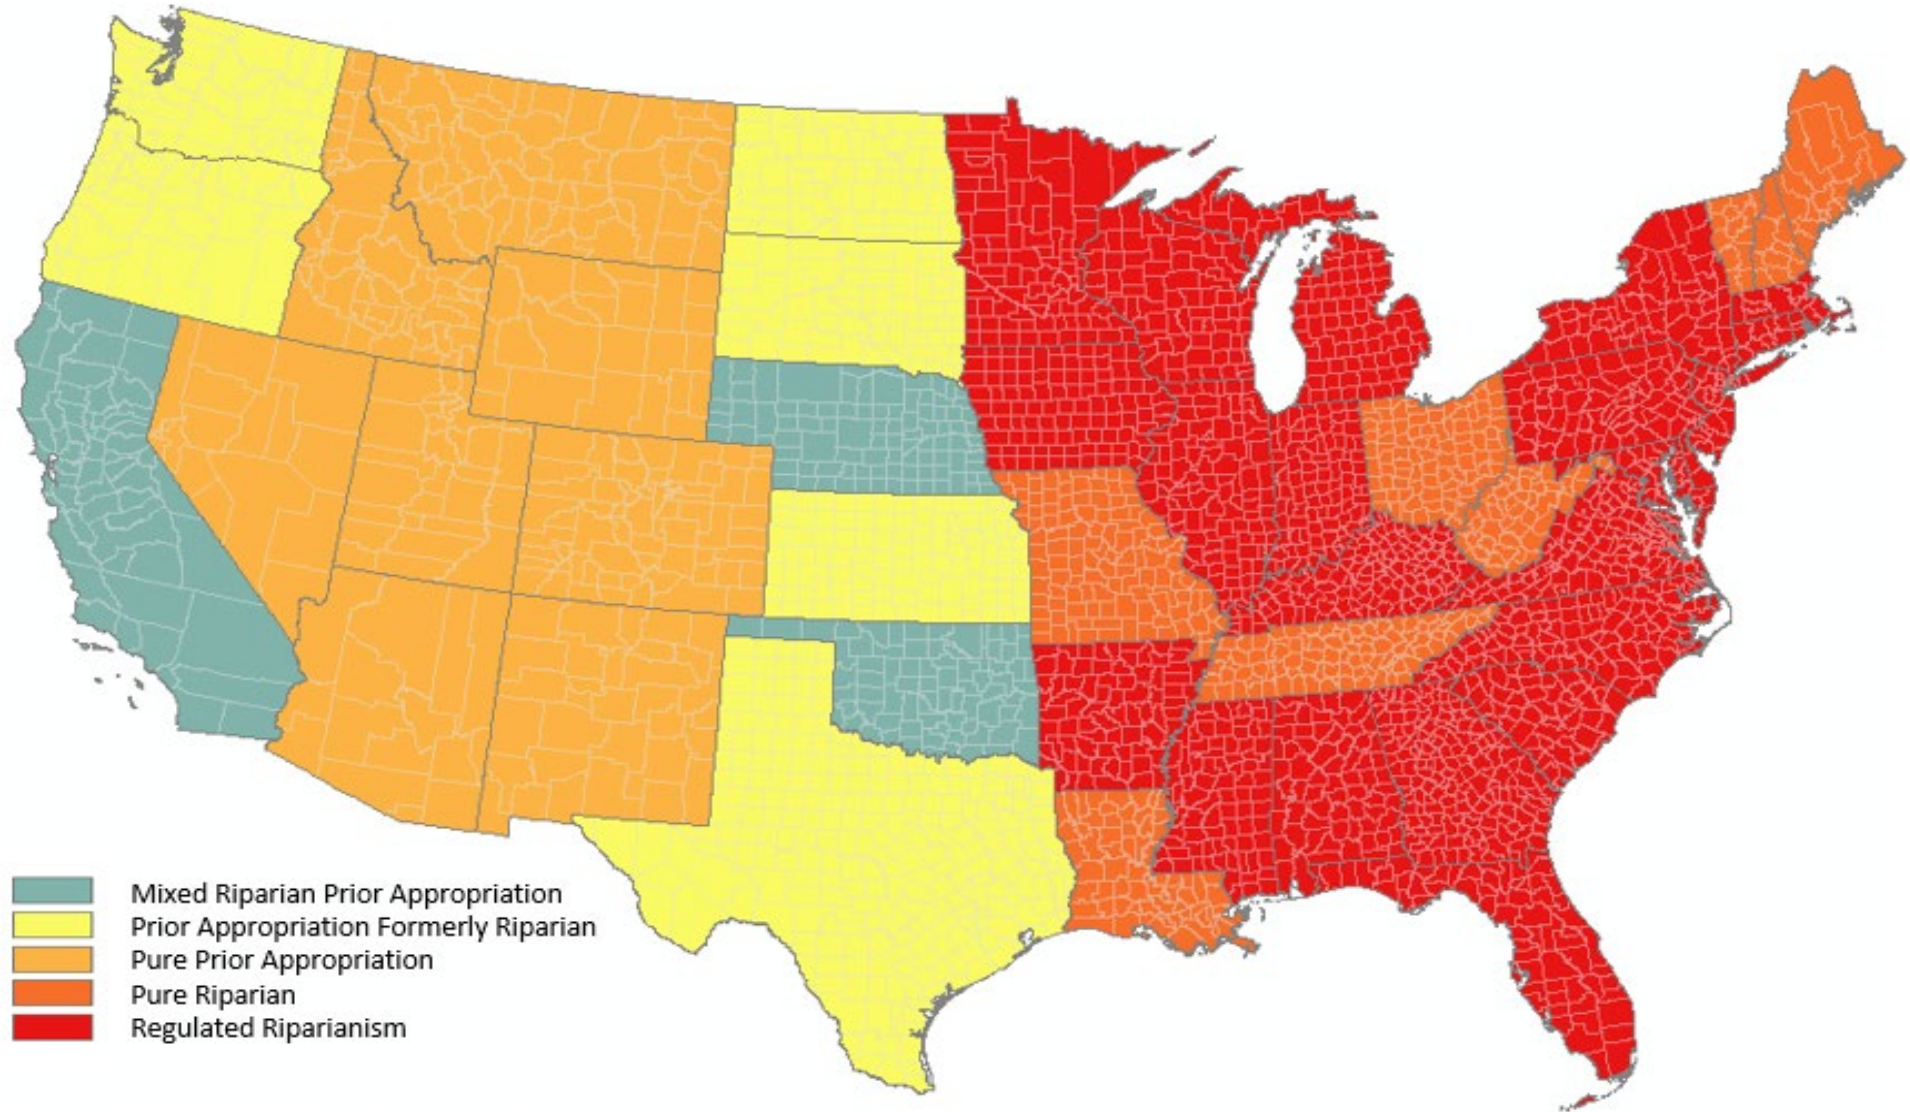 Mixed Riparian Prior Appropriation
Prior Appropriation Formerly Riparian
Pure Prior Appropriation
Pure Riparian
Regulated Riparianism